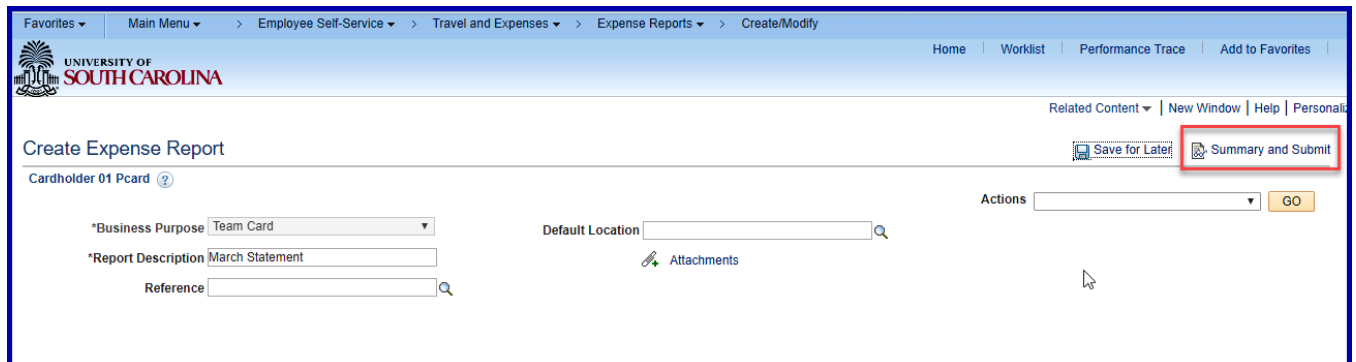 Favorites Main Menu > Employee Self-Service > Travel and Expenses > Expense Reports > Create/Modify
Home Worklist Performance Trace Add to Favorites
UNIVERSITY OF
SOUTH CAROLINA
Related Content New Window Help Personaliz
Create Expense Report Save for Later Summary and Submit
Cardholder 01 Pcard ?
Actions GO
*Business Purpose Team Card Default Location
*Report Description March Statement Attachments
Reference